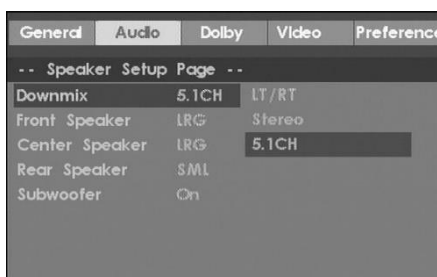 General Audio Dolby Video Preference
-- Speaker Setup Page --
Downmix 5.1CH LT/RT
Front Speaker LRG Stereo
Center Speaker LRG 5.1CH
Rear Speaker SML
Subwoofer On